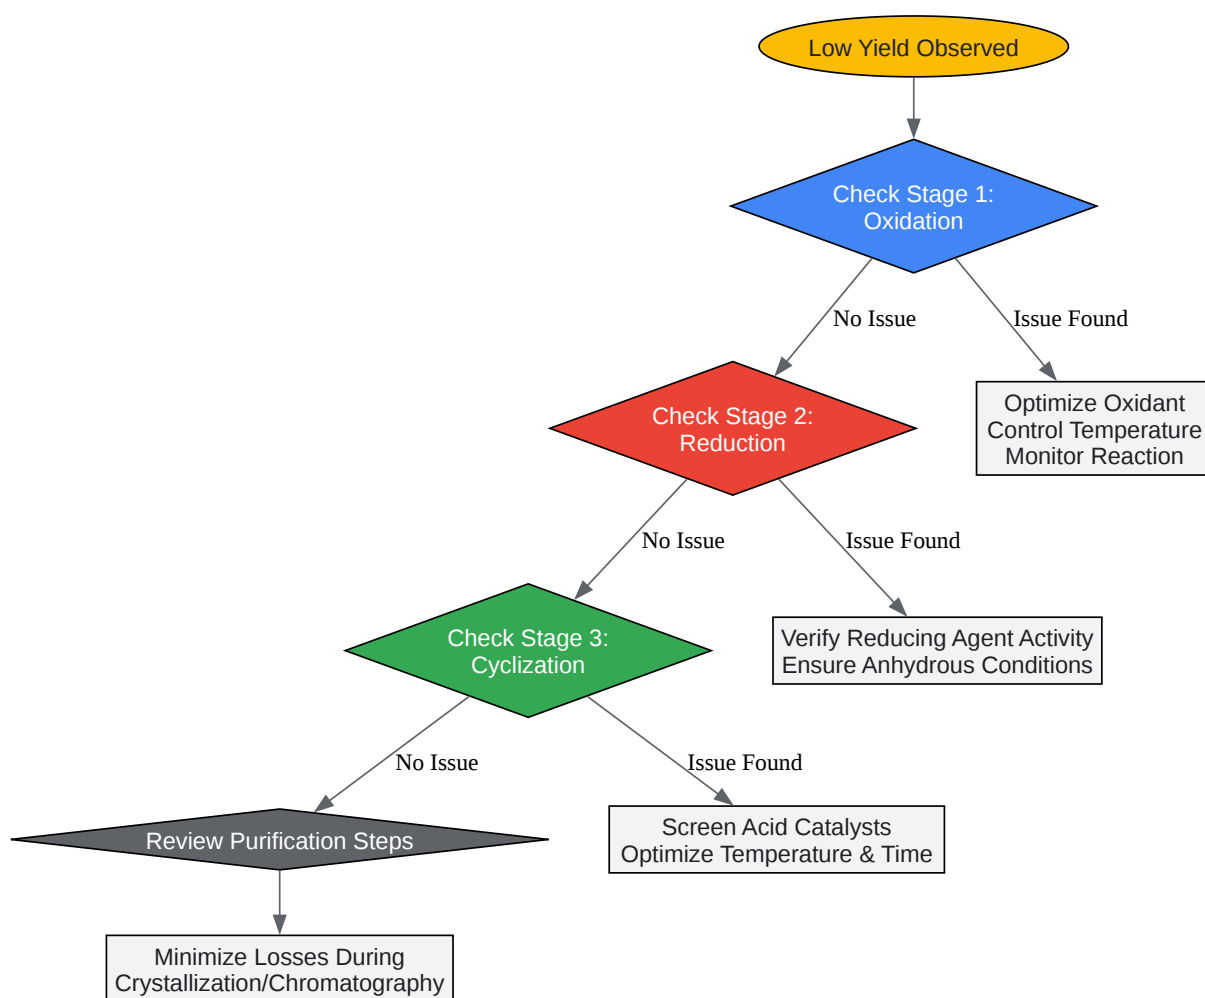 Low Yield Observed
Check Stage 1:
Oxidation
No Issue
Issue Found
Optimize Oxidant
Control Temperature
Monitor Reaction
Check Stage 2:
Reduction
No Issue
Issue Found
Verify Reducing Agent Activity
Ensure Anhydrous Conditions
Check Stage 3:
Cyclization
No Issue
Issue Found
Screen Acid Catalysts
Optimize Temperature & Time
Review Purification Steps
Minimize Losses During
Crystallization/Chromatography